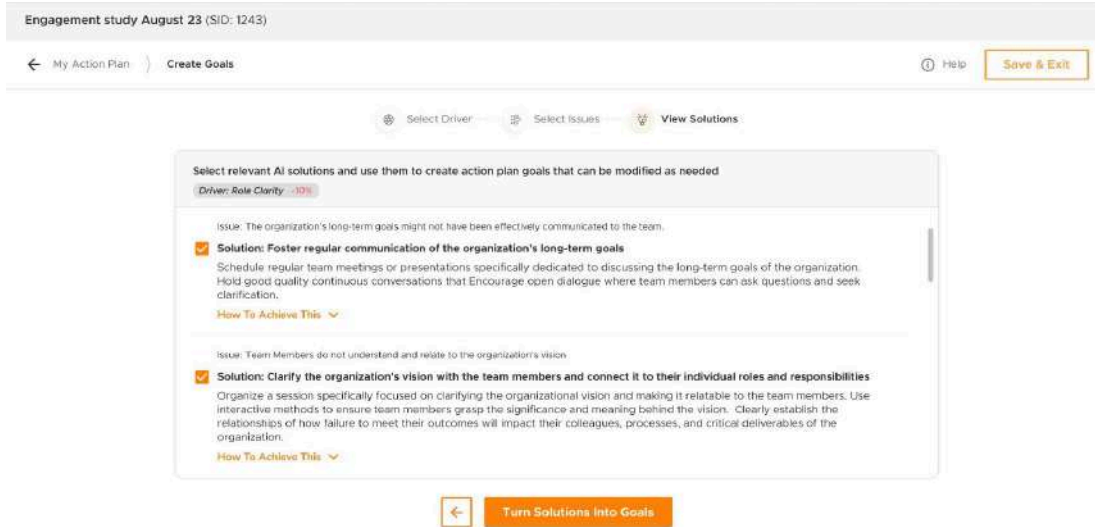 Engagement study August 23 (SID: 1243)
My Action Plan
Create Goals
Help
Save & Exit
Select Driver
Select Issues
View Solutions
Select relevant AI solutions and use them to create action plan goals that can be modified as needed
Driver: Role Clarity -10%
Issue: The organization's long-term goals might not have been effectively communicated to the team.
Solution: Foster regular communication of the organization's long-term goals
Schedule regular team meetings or presentations specifically dedicated to discussing the long-term goals of the organization.
Hold good quality continuous conversations that Encourage open dialogue where team members can ask questions and seek
clarification.
How To Achieve This
Issue: Team Members do not understand and relate to the organization's vision
Solution: Clarify the organization's vision with the team members and connect it to their individual roles and responsibilities
Organize a session specifically focused on clarifying the organizational vision and making it relatable to the team members. Use
interactive methods to ensure team members grasp the significance and meaning behind the vision. Clearly establish the
relationships of how failure to meet their outcomes will impact their colleagues, processes, and critical deliverables of the
organization.
How To Achieve This
Turn Solutions Into Goals